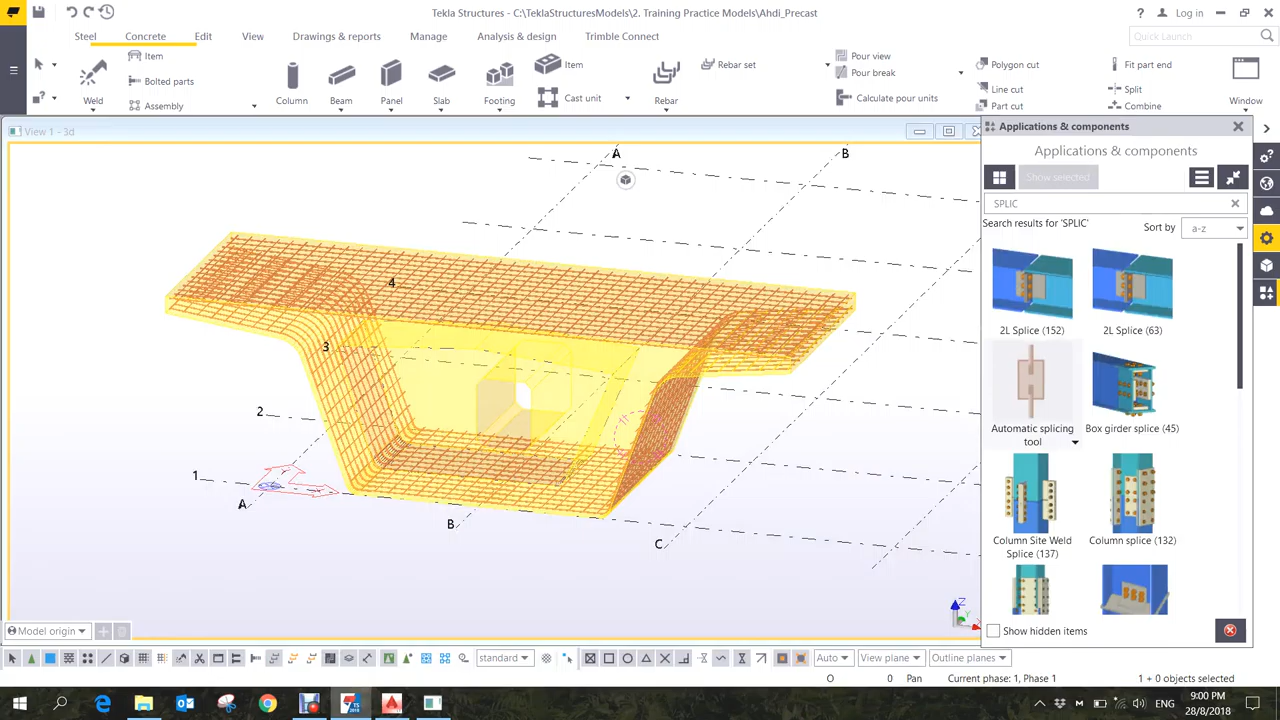 Tekla Structures - C:\TeklaStructuresModels\2. Training Practice Models\Ahdi_Precast
Log in
Steel Concrete Edit View Drawings & reports Manage Analysis & design Trimble Connect
Quick Launch
Weld
Item
Bolted parts
Assembly
Column
Beam
Panel
Slab
Footing
Item
Cast unit
Rebar
Rebar set
Pour view
Pour break
Calculate pour units
Polygon cut
Line cut
Part cut
Fit part end
Split
Combine
Window
View 1 - 3d
A
B
4
3
2
1
A
B
C
Z
Y
Applications & components
Applications & components
Show selected
SPLIC
Search results for 'SPLIC'
Sort by
a-z
2L Splice (152)
2L Splice (63)
Automatic splicing
tool
Box girder splice (45)
Column Site Weld
Splice (137)
Column splice (132)
Show hidden items
Model origin
standard
Auto
View plane
Outline planes
O
0
Pan
Current phase: 1, Phase 1
1 + 0 objects selected
TS
2018
ENG
9:00 PM
28/8/2018